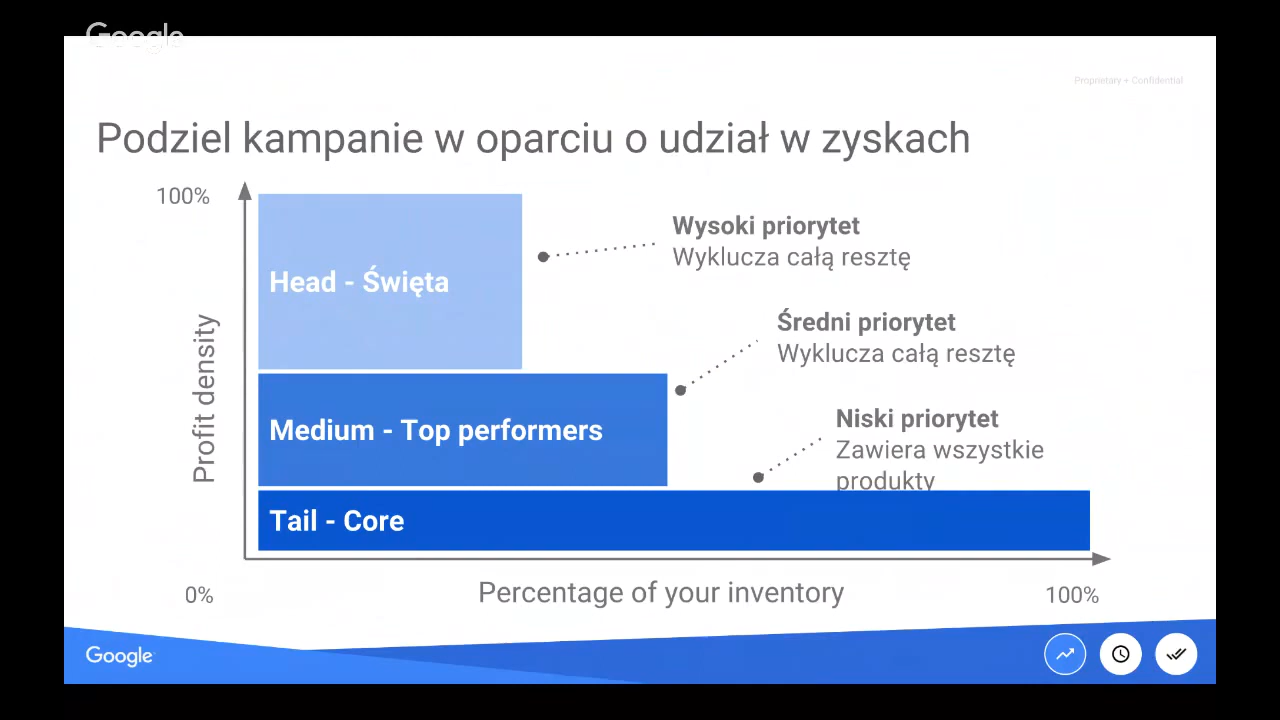 Google
Proprietary + Confidential
Podziel kampanie w oparciu o udział w zyskach
100%
Profit density
Head - Święta
Wysoki priorytet
Wyklucza całą resztę
Medium - Top performers
Średni priorytet
Wyklucza całą resztę
Tail - Core
Niski priorytet
Zawiera wszystkie
produkty
0%
Percentage of your inventory
100%
Google